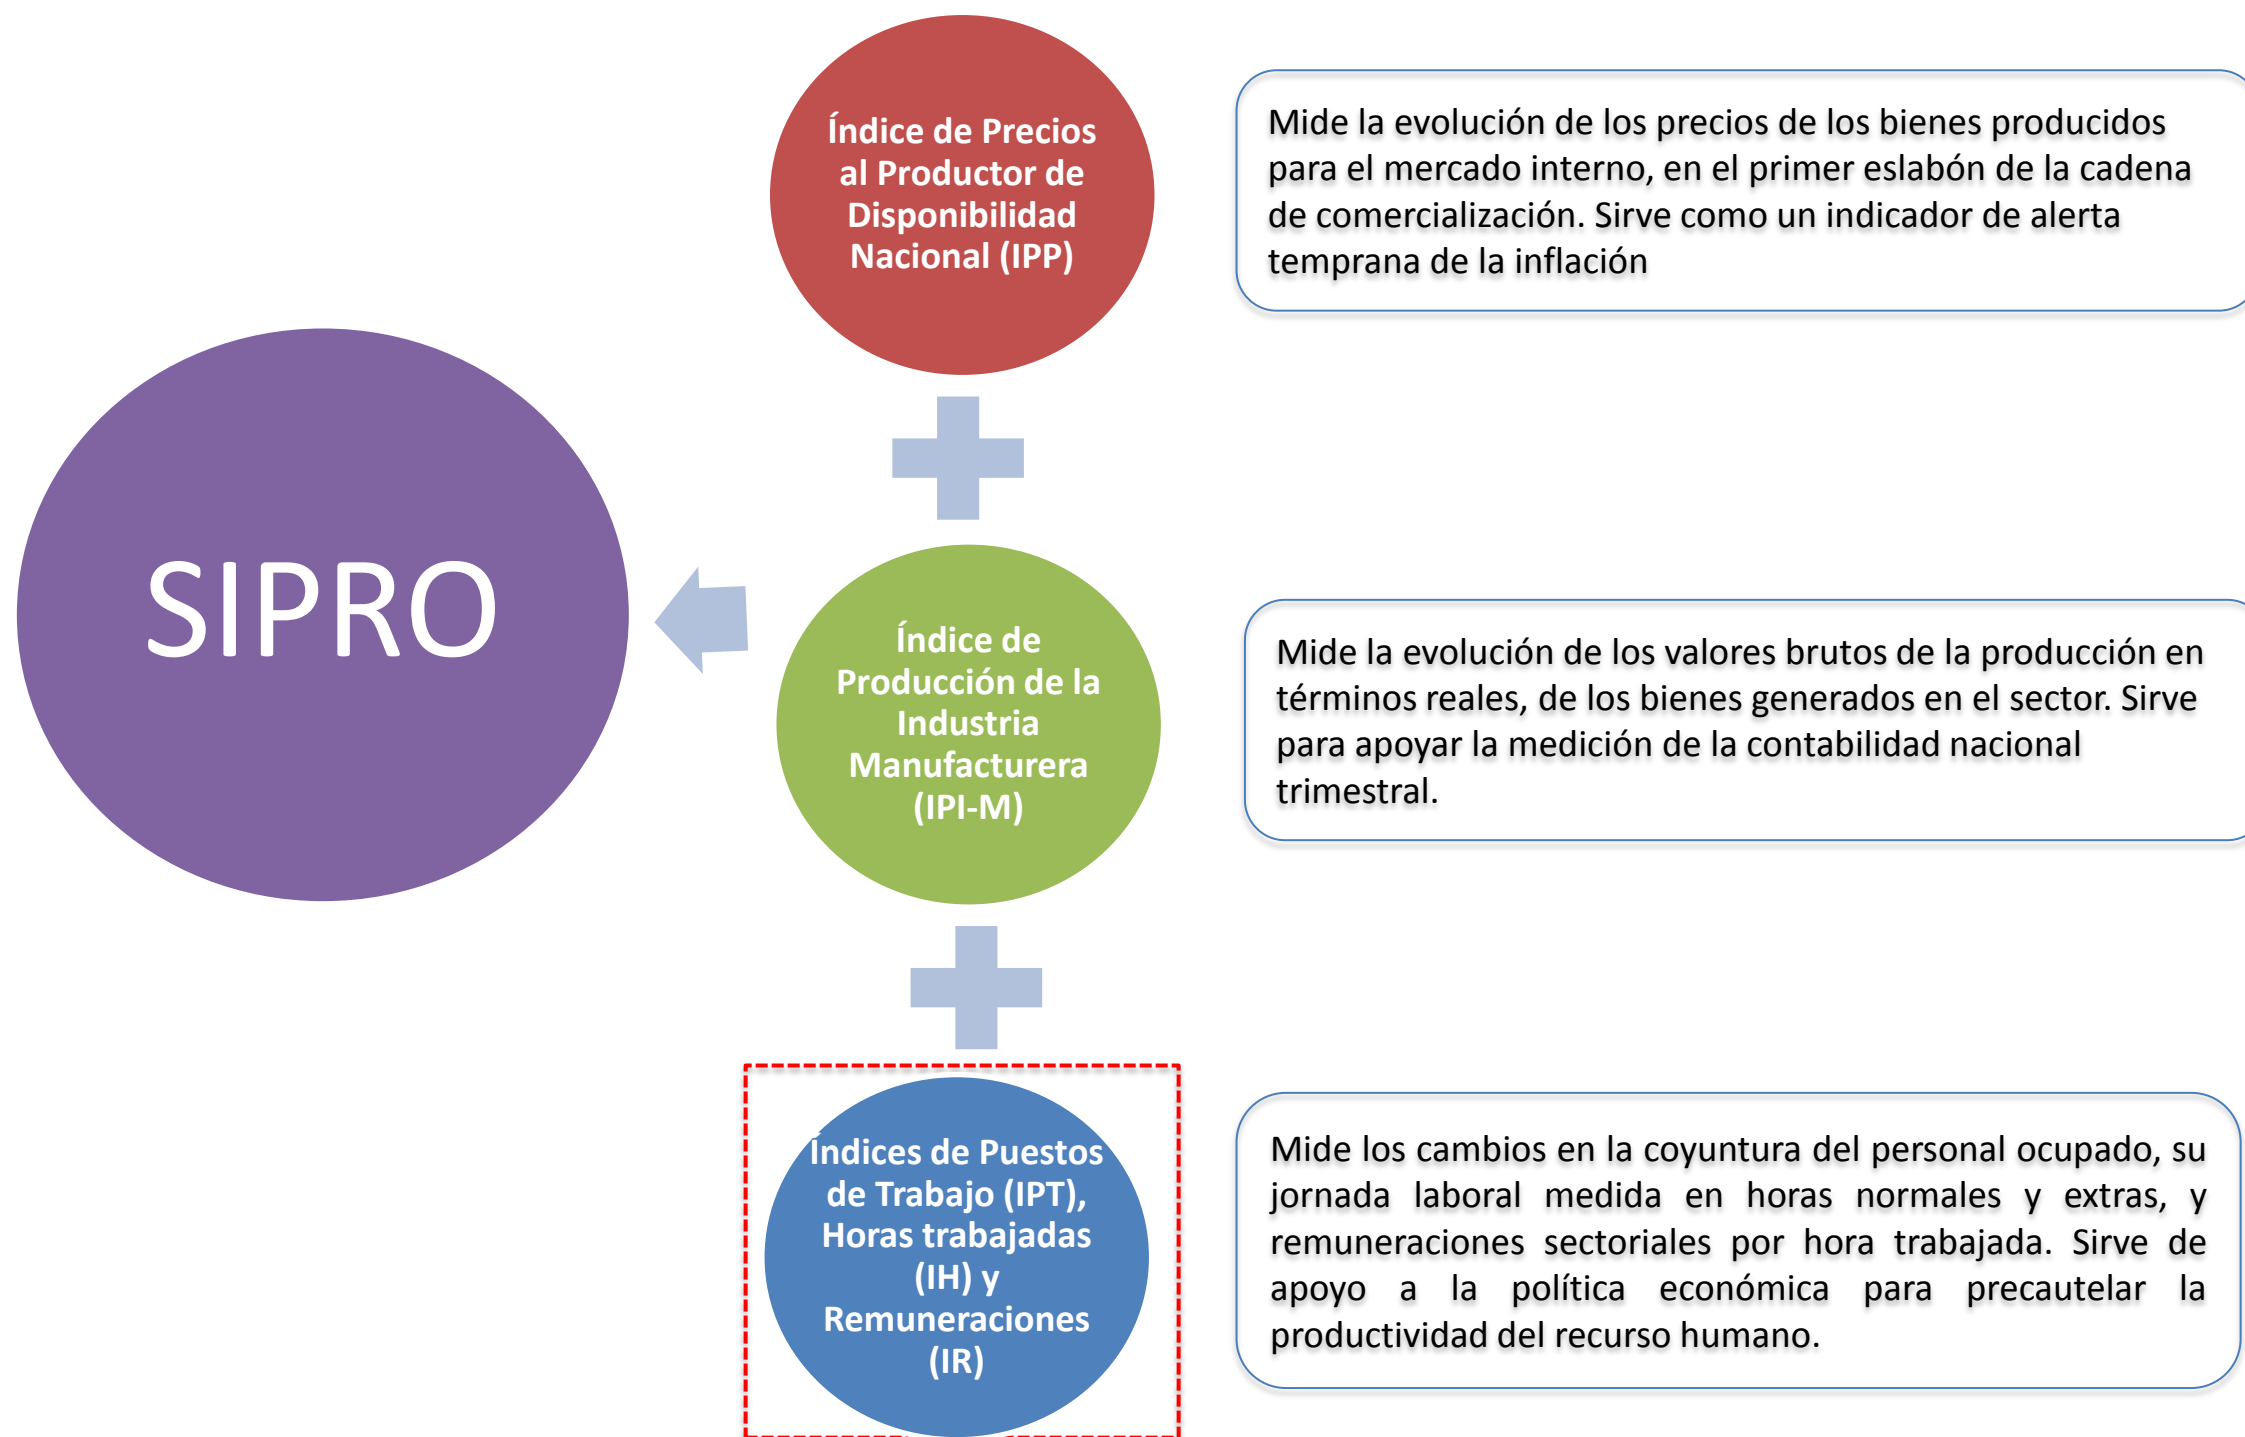 Índice de Precios
al Productor de
Disponibilidad
Nacional (IPP)
Mide la evolución de los precios de los bienes producidos
para el mercado interno, en el primer eslabón de la cadena
de comercialización. Sirve como un indicador de alerta
temprana de la inflación
SIPRO
Índice de
Producción de la
Industria
Manufacturera
(IPI-M)
Mide la evolución de los valores brutos de la producción en
términos reales, de los bienes generados en el sector. Sirve
para apoyar la medición de la contabilidad nacional
trimestral.
Índices de Puestos
de Trabajo (IPT),
Horas trabajadas
(IH) y
Remuneraciones
(IR)
Mide los cambios en la coyuntura del personal ocupado, su
jornada laboral medida en horas normales y extras, y
remuneraciones sectoriales por hora trabajada. Sirve de
apoyo a la política económica para precautelar la
productividad del recurso humano.